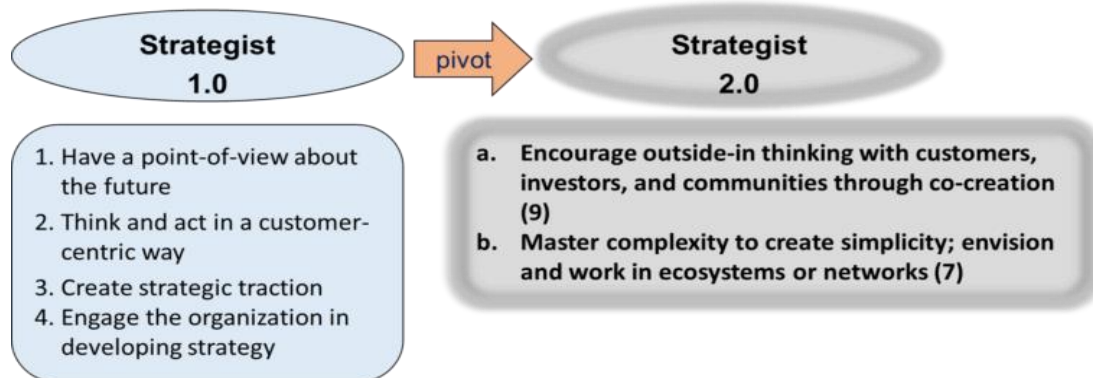 Strategist
1.0
pivot
Strategist
2.0
1. Have a point-of-view about
the future
2. Think and act in a customer-
centric way
3. Create strategic traction
4. Engage the organization in
developing strategy
a. Encourage outside-in thinking with customers,
investors, and communities through co-creation
(9)
b. Master complexity to create simplicity; envision
and work in ecosystems or networks (7)